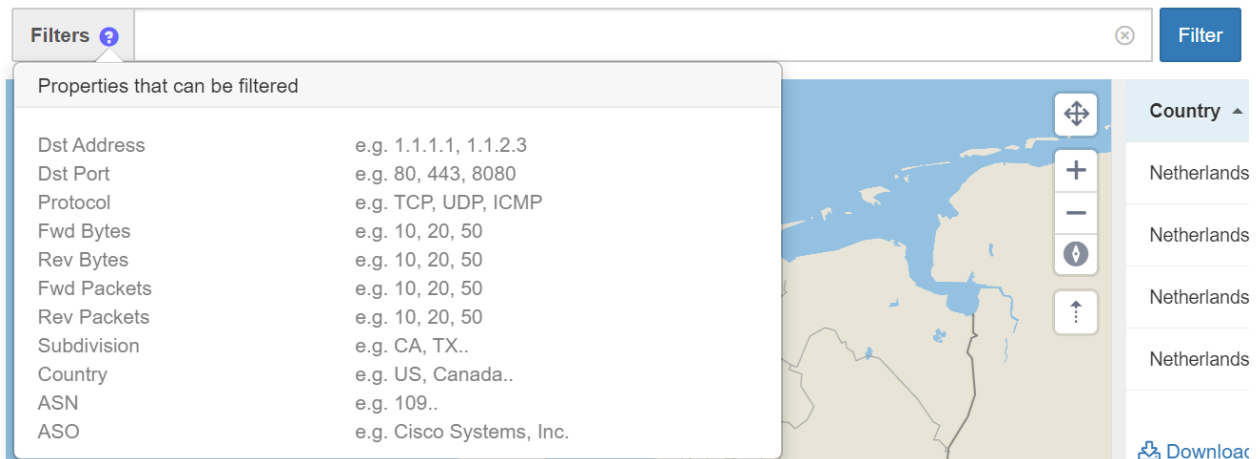 Filters ?
Filter
Properties that can be filtered
Dst Address e.g. 1.1.1.1, 1.1.2.3
Dst Port e.g. 80, 443, 8080
Protocol e.g. TCP, UDP, ICMP
Fwd Bytes e.g. 10, 20, 50
Rev Bytes e.g. 10, 20, 50
Fwd Packets e.g. 10, 20, 50
Rev Packets e.g. 10, 20, 50
Subdivision e.g. CA, TX..
Country e.g. US, Canada..
ASN e.g. 109..
ASO e.g. Cisco Systems, Inc.
Country
Netherlands
Netherlands
Netherlands
Netherlands
Download